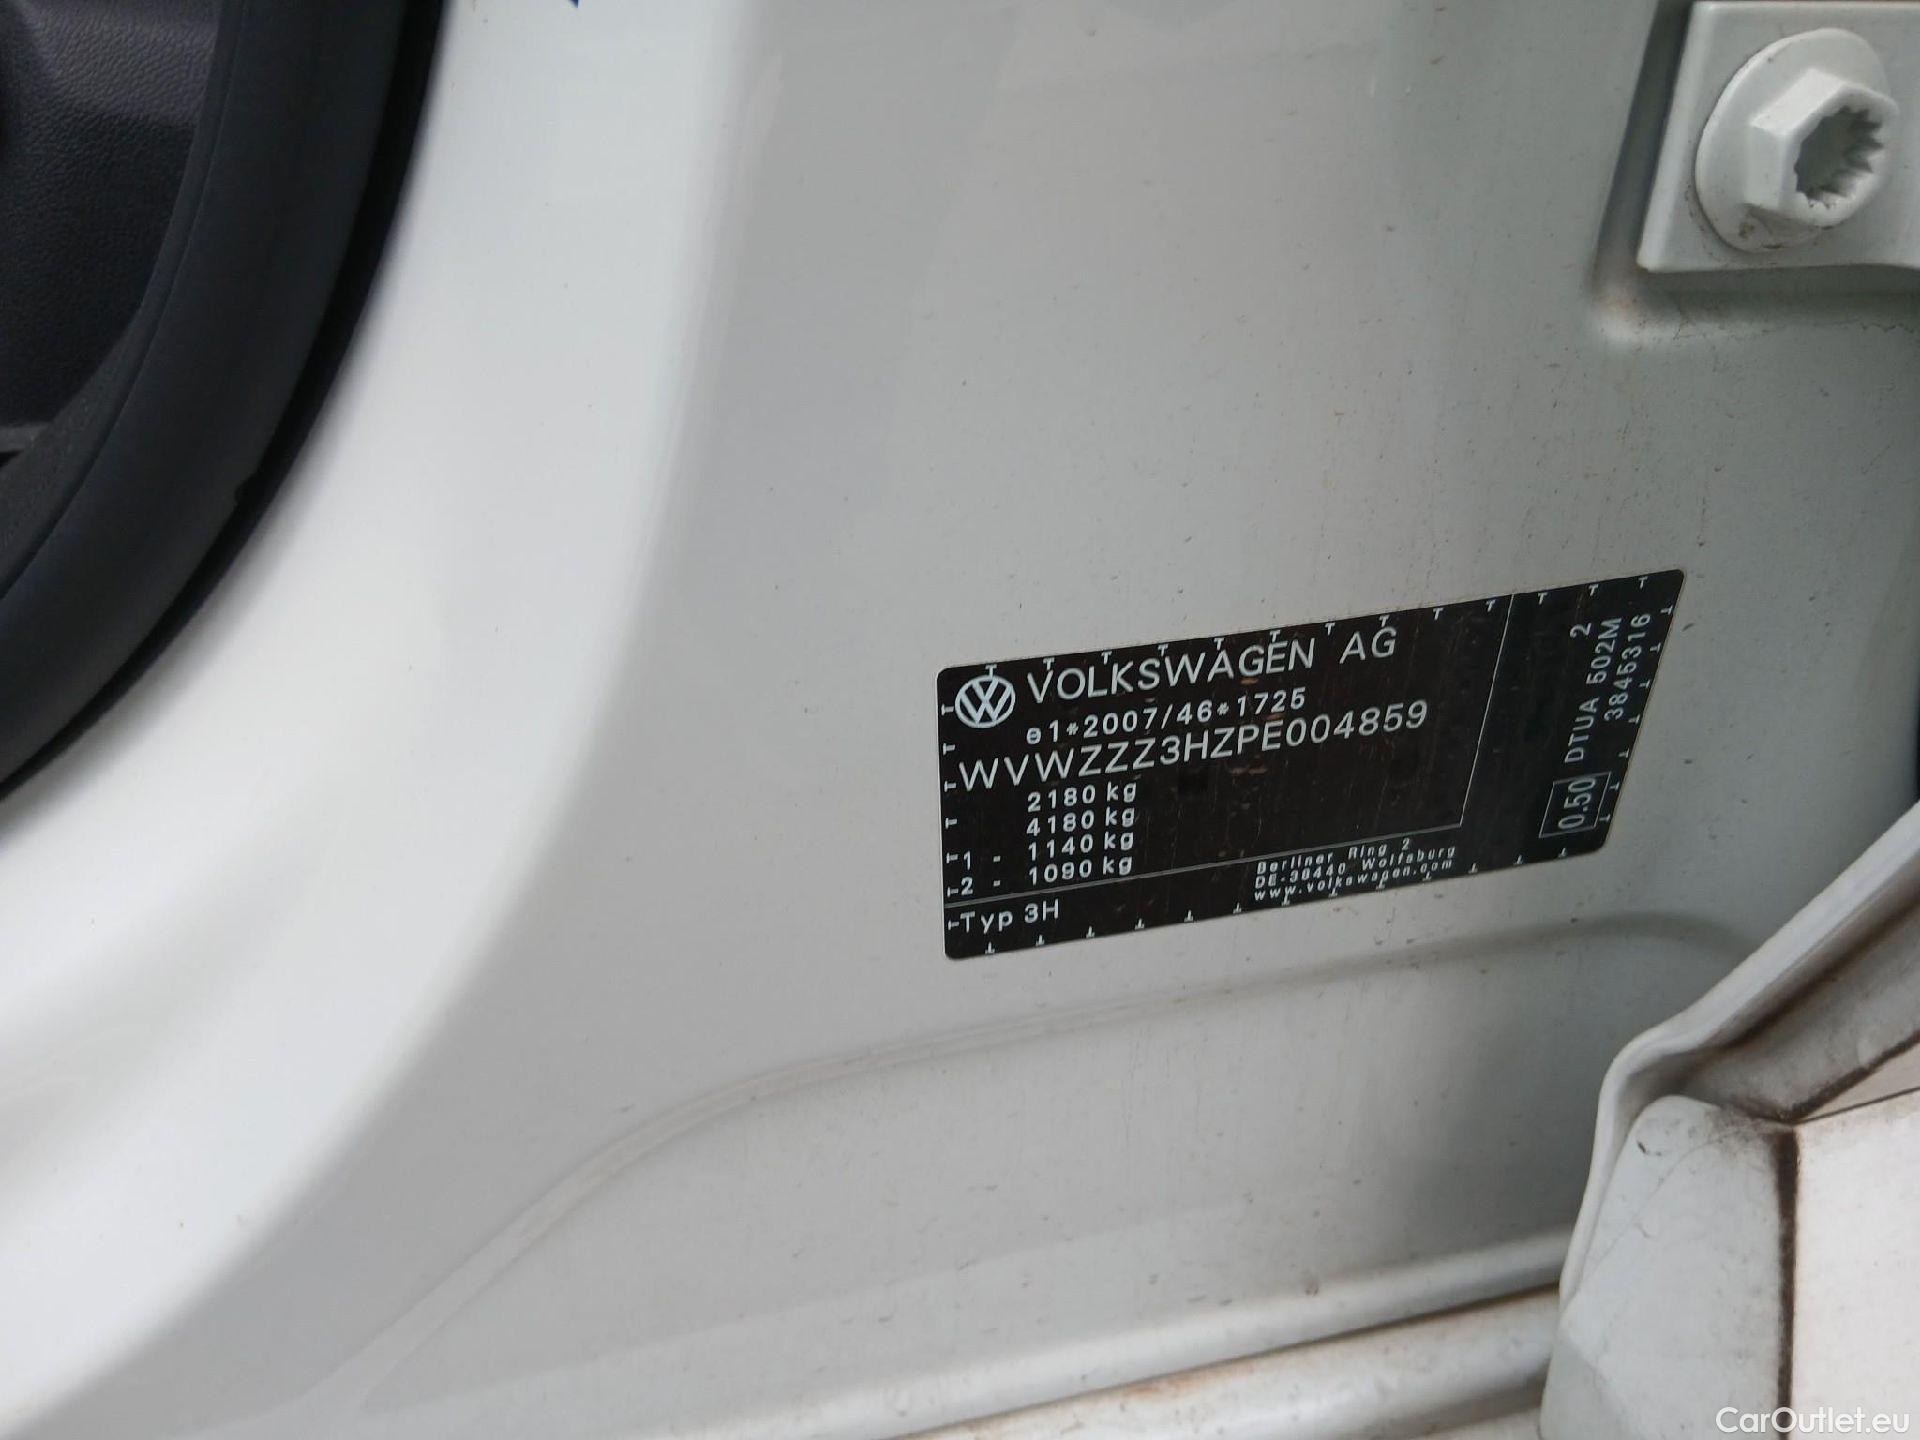 VOLKSWAGEN AG
e1*2007/46*1725
WVWZZZ3HZPE004859
2180 kg
4180 kg
1 - 1140 kg
2 - 1090 kg
Typ 3H
Berliner Ring 2
DE-38440 Wolfsburg
www.volkswagen.com
2
DTUA 502M
3845316
0.50
CarOutlet.eu